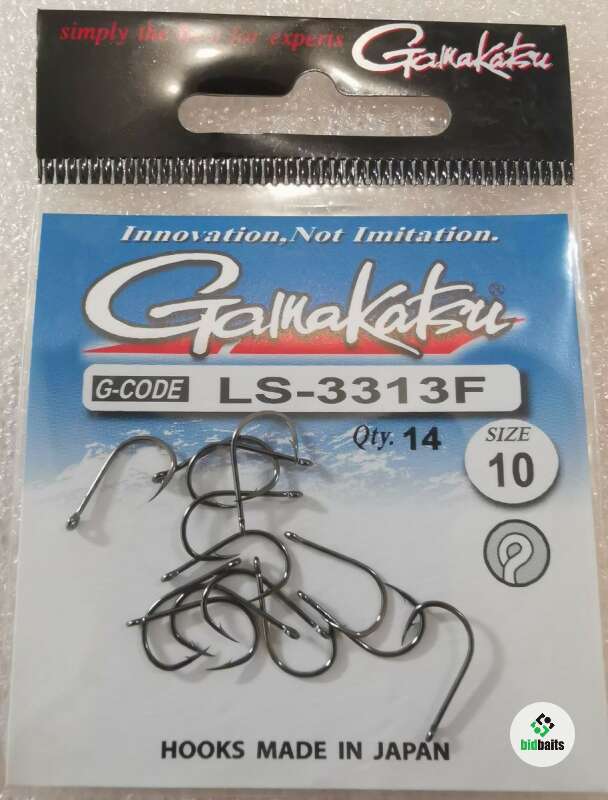 simply the best for experts
Gamakatsu
Innovation,Not Imitation.
Gamakatsu®
G-CODE LS-3313F
Qty. 14
SIZE
10
HOOKS MADE IN JAPAN
bidbaits